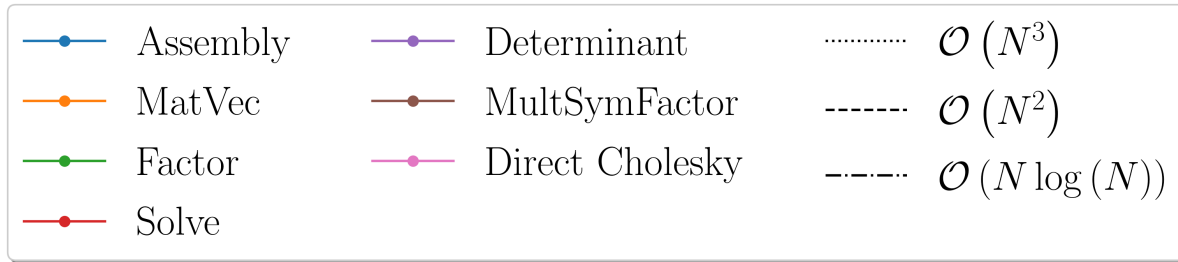 Assembly
MatVec
Factor
Solve
Determinant
MultSymFactor
Direct Cholesky
𝒪 (N³)
𝒪 (N²)
𝒪 (N log (N))